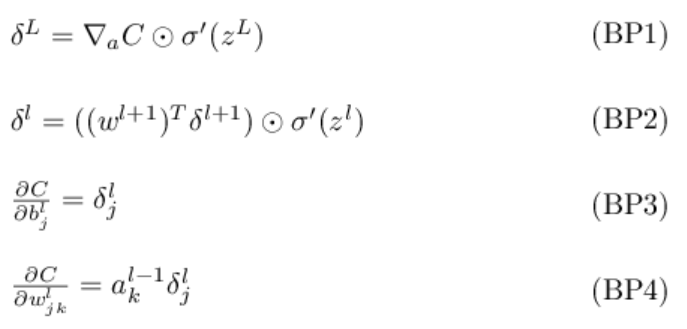 δ^L = ∇_a C ⊙ σ′(z^L) (BP1)
δ^l = ((w^{l+1})^T δ^{l+1}) ⊙ σ′(z^l) (BP2)
∂C/∂b^l_j = δ^l_j (BP3)
∂C/∂w^l_{jk} = a^{l−1}_k δ^l_j (BP4)